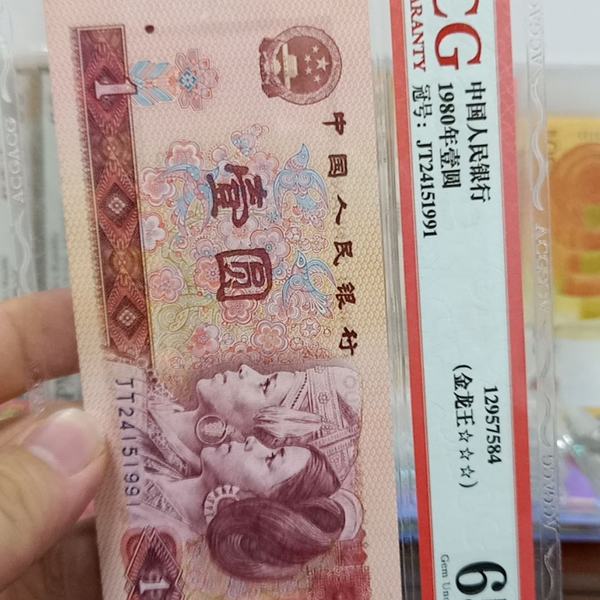 CG
ARANTY
中国人民银行
1980年壹圆
冠号：JT24151991
12957584
（金龙王☆☆☆）
6
Gem Unc
1
中国人民银行
壹圆
JT24151991
1